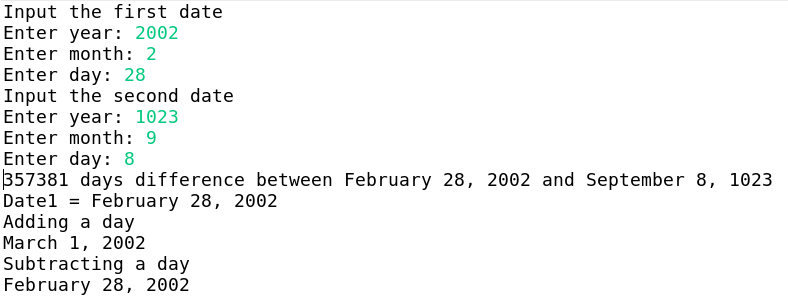 Input the first date
Enter year: 2002
Enter month: 2
Enter day: 28
Input the second date
Enter year: 1023
Enter month: 9
Enter day: 8
357381 days difference between February 28, 2002 and September 8, 1023
Date1 = February 28, 2002
Adding a day
March 1, 2002
Subtracting a day
February 28, 2002